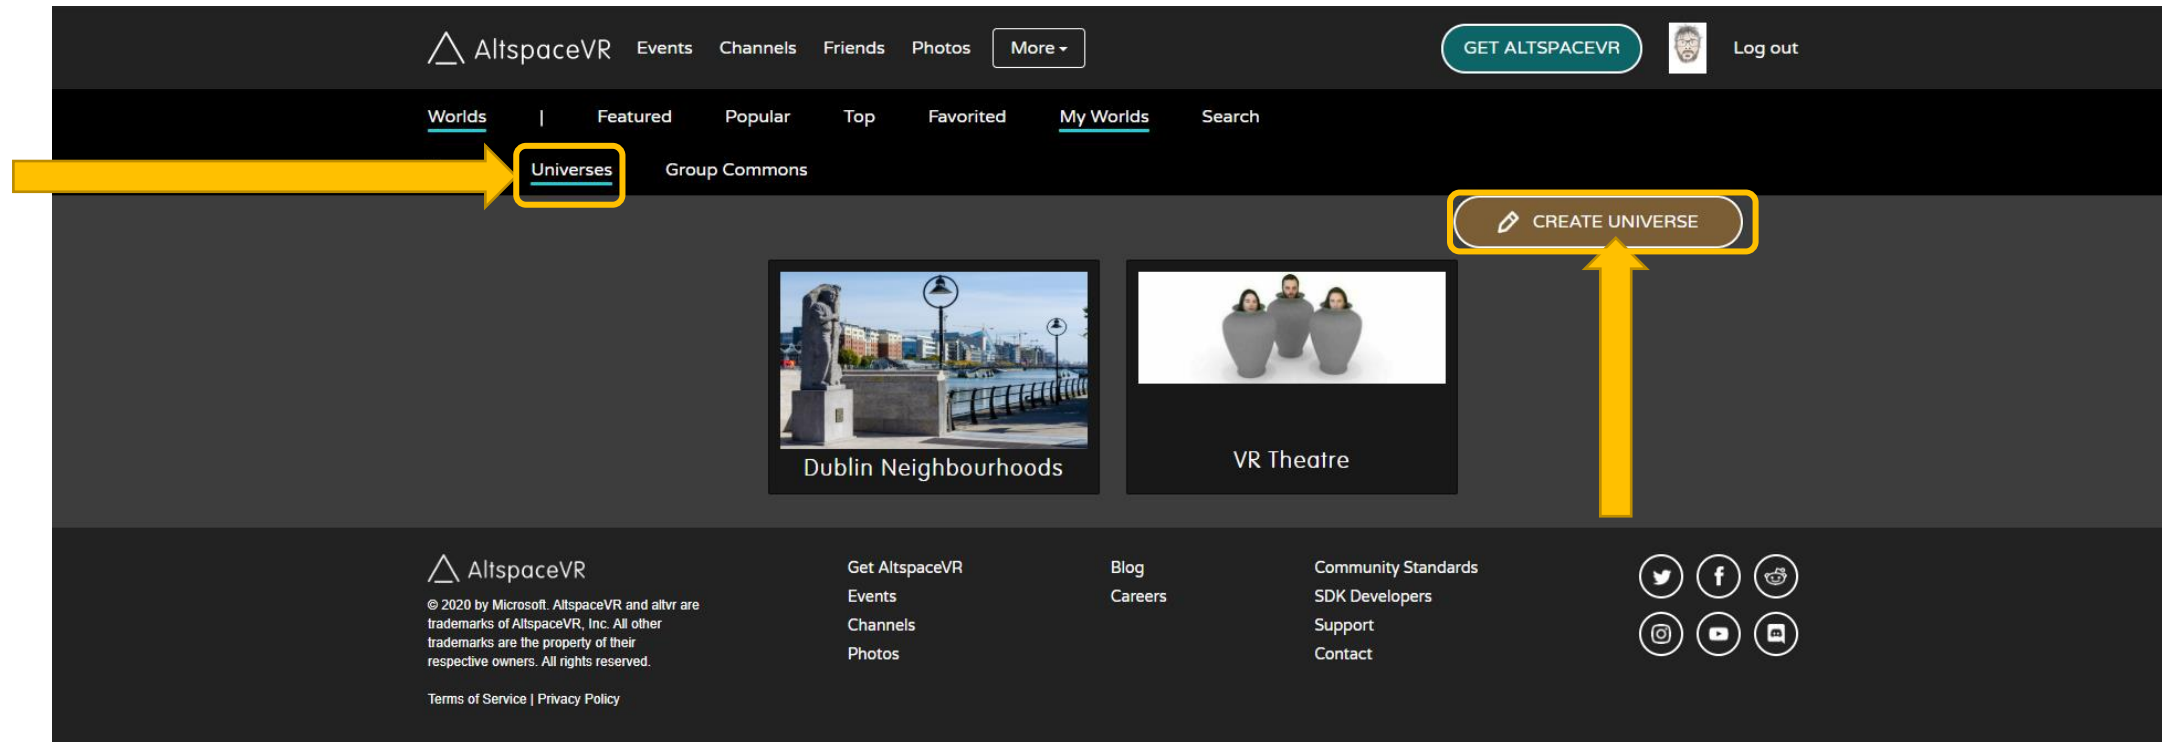 AltspaceVR Events Channels Friends Photos More GET ALTSPACEVR Log out
Worlds | Featured Popular Top Favorited My Worlds Search
Universes Group Commons
CREATE UNIVERSE
Dublin Neighbourhoods
VR Theatre
AltspaceVR
© 2020 by Microsoft. AltspaceVR and altvr are
trademarks of AltspaceVR, Inc. All other
trademarks are the property of their
respective owners. All rights reserved.
Terms of Service | Privacy Policy
Get AltspaceVR
Events
Channels
Photos
Blog
Careers
Community Standards
SDK Developers
Support
Contact